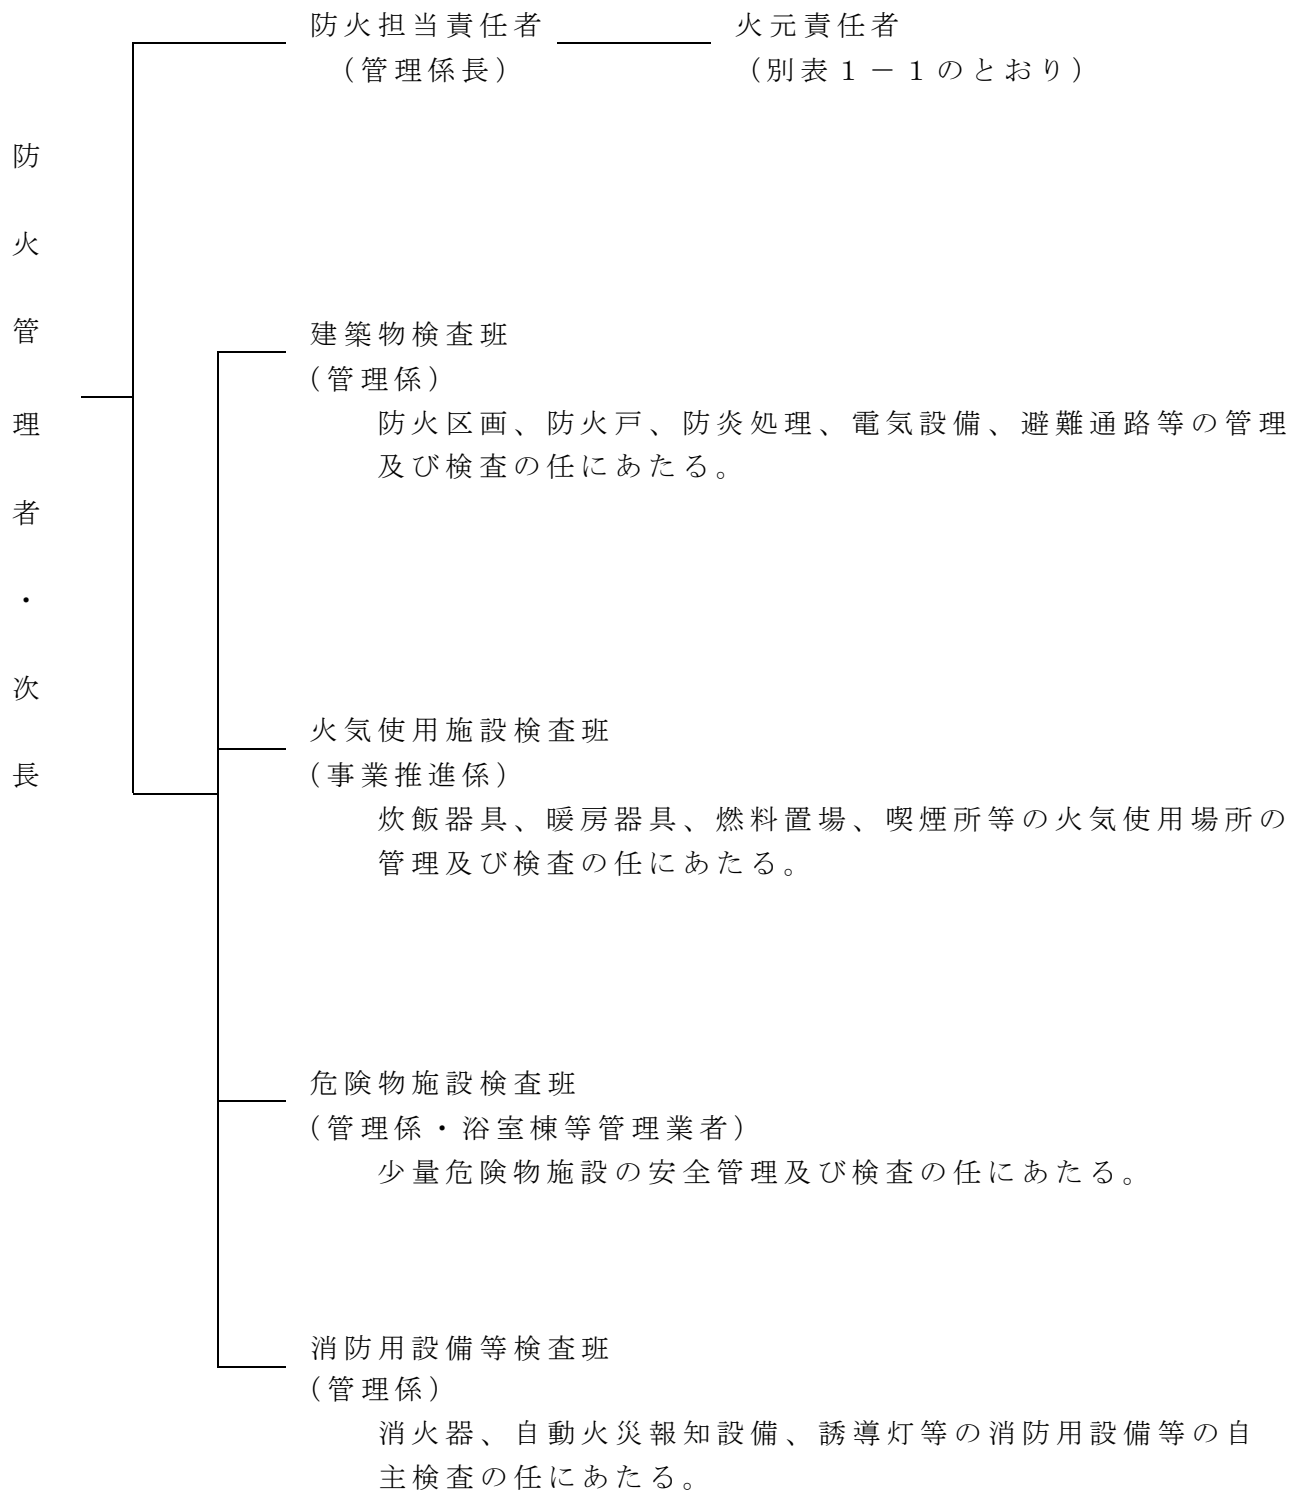 防火管理者・次長
防火担当責任者 火元責任者
（管理係長） （別表１－１のとおり）
建築物検査班
（管理係）
防火区画、防火戸、防炎処理、電気設備、避難通路等の管理
及び検査の任にあたる。
火気使用施設検査班
（事業推進係）
炊飯器具、暖房器具、燃料置場、喫煙所等の火気使用場所の
管理及び検査の任にあたる。
危険物施設検査班
（管理係・浴室棟等管理業者）
少量危険物施設の安全管理及び検査の任にあたる。
消防用設備等検査班
（管理係）
消火器、自動火災報知設備、誘導灯等の消防用設備等の自
主検査の任にあたる。